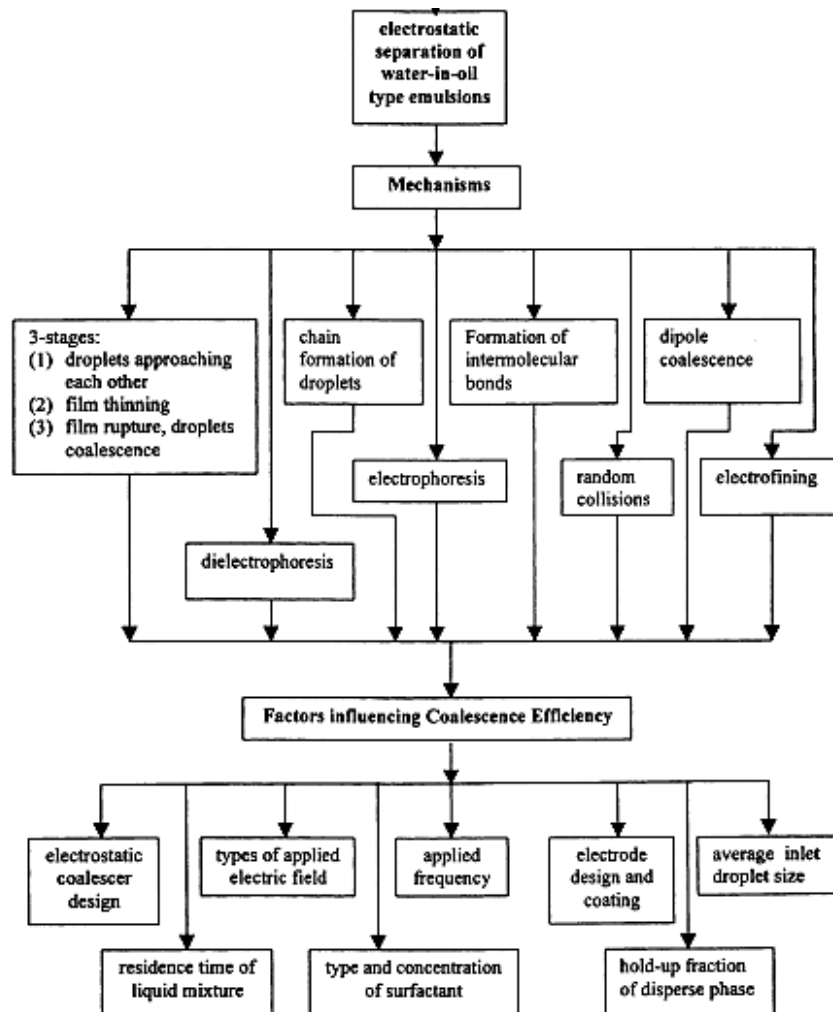 electrostatic
separation of
water-in-oil
type emulsions
Mechanisms
3-stages:
(1) droplets approaching
each other
(2) film thinning
(3) film rupture, droplets
coalescence
chain
formation of
droplets
Formation of
intermolecular
bonds
dipole
coalescence
electrophoresis
random
collisions
electrofining
dielectrophoresis
Factors influencing Coalescence Efficiency
electrostatic
coalescer
design
types of applied
electric field
applied
frequency
electrode
design and
coating
average inlet
droplet size
residence time of
liquid mixture
type and concentration
of surfactant
hold-up fraction
of disperse phase